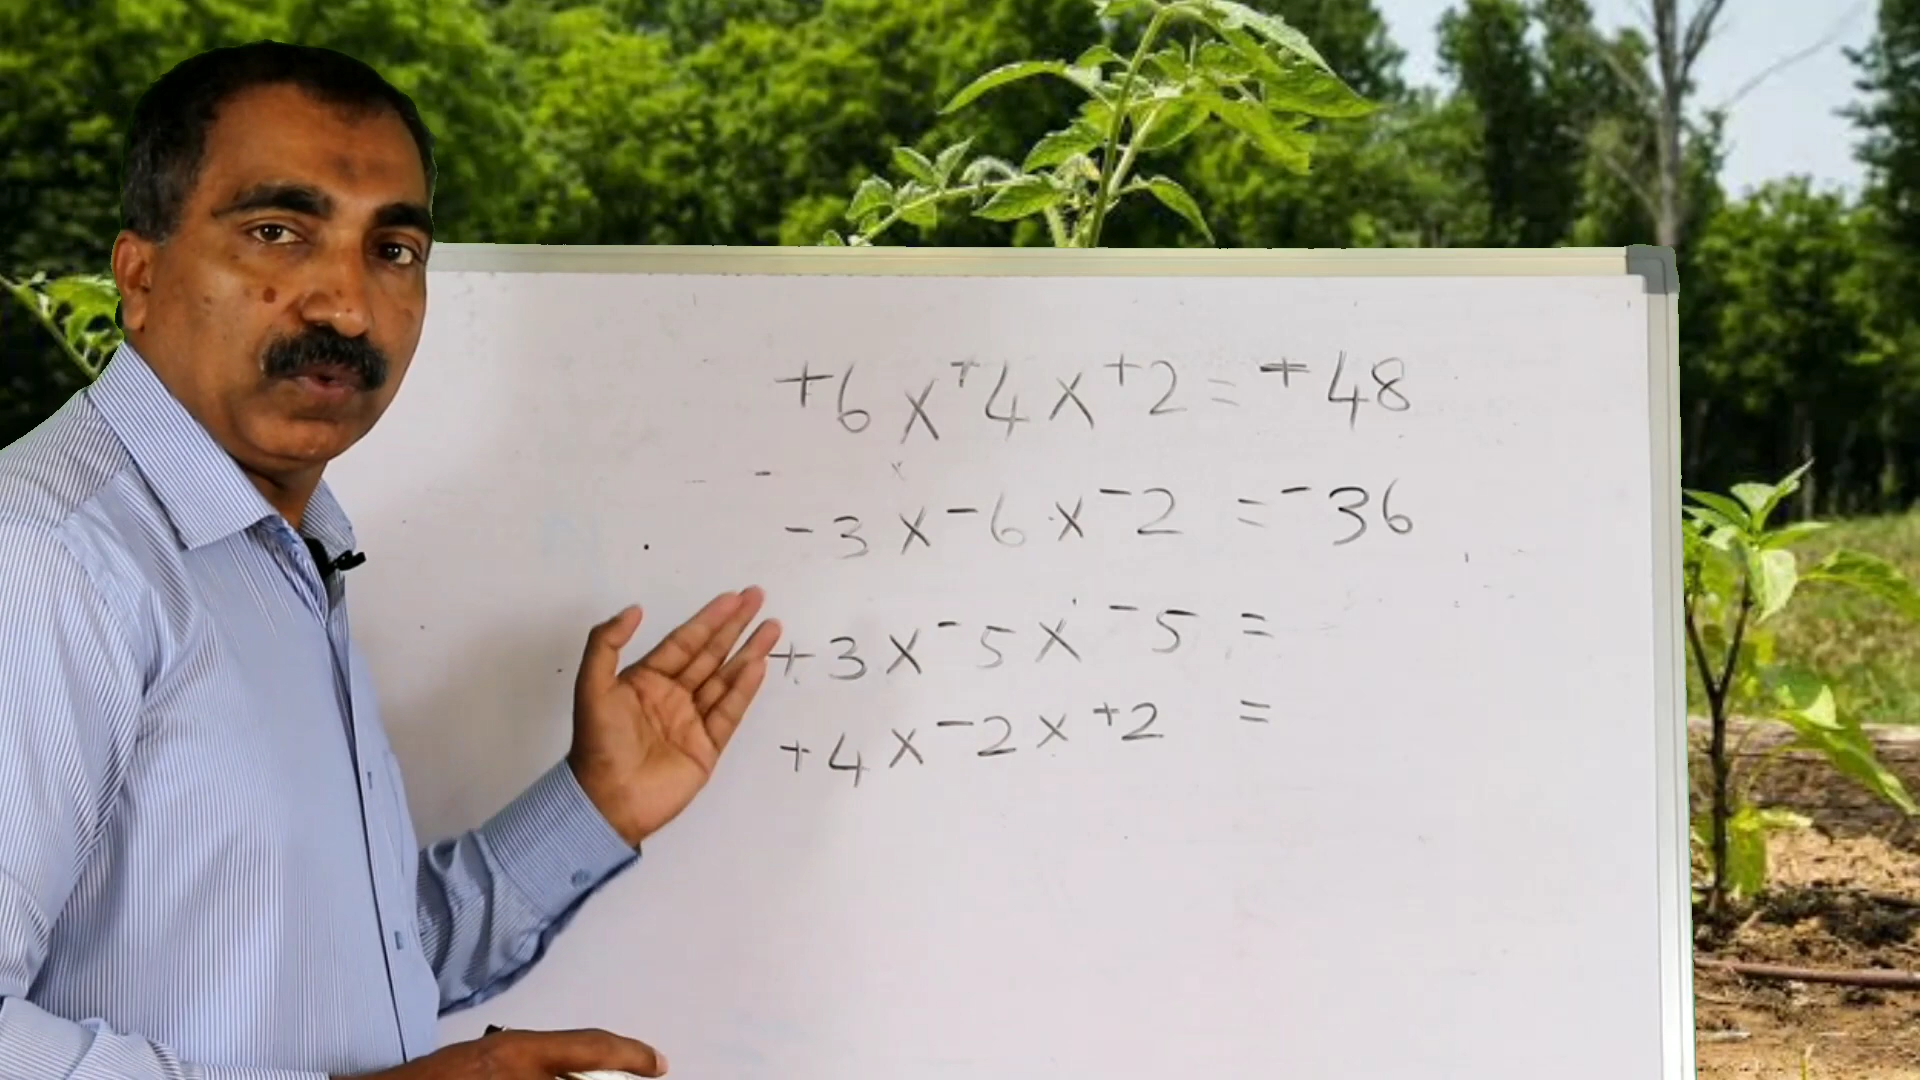 +6 x +4 x +2 = +48
-3 x -6 x -2 = -36
+3 x -5 x -5 =
+4 x -2 x +2 =